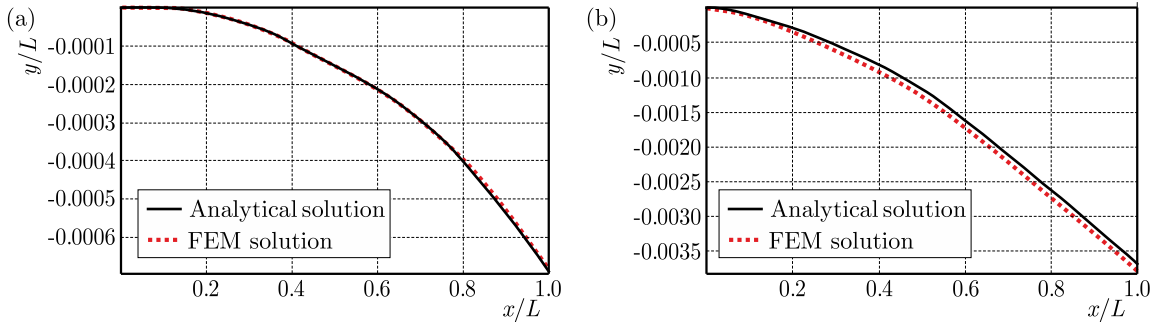 (a)
y/L
-0.0001
-0.0002
-0.0003
-0.0004
-0.0005
-0.0006
Analytical solution
FEM solution
0.2 0.4 0.6 0.8 1.0
x/L
(b)
y/L
-0.0005
-0.0010
-0.0015
-0.0020
-0.0025
-0.0030
-0.0035
Analytical solution
FEM solution
0.2 0.4 0.6 0.8 1.0
x/L